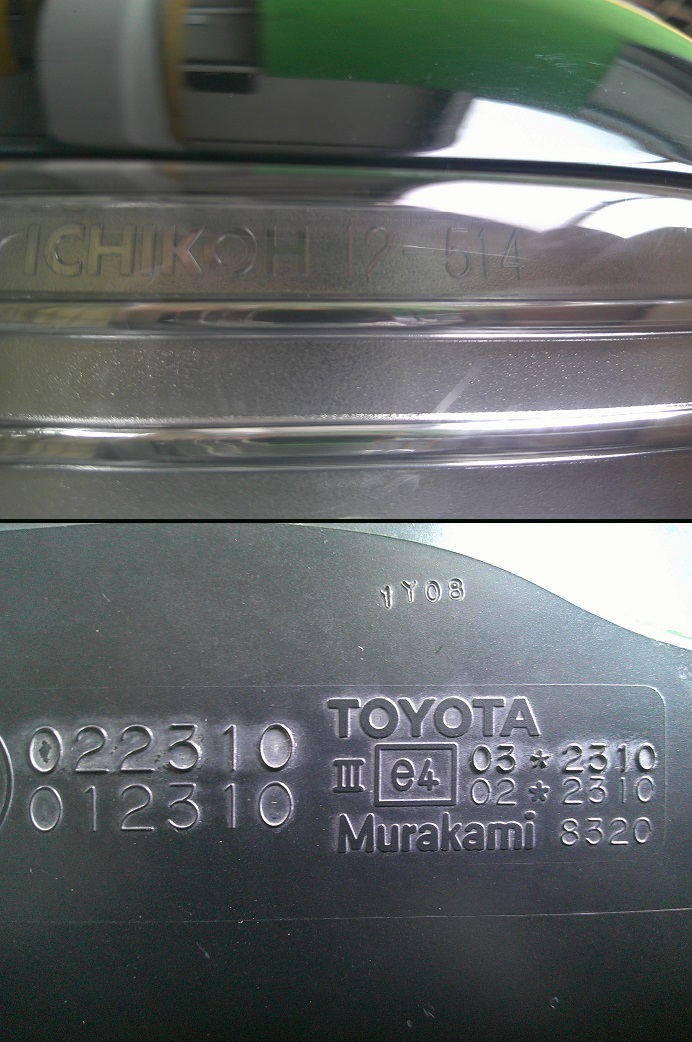 ICHIKOH 12-514
1Y08
022310
012310
TOYOTA
III e4 03*2310
02*2310
Murakami 8320